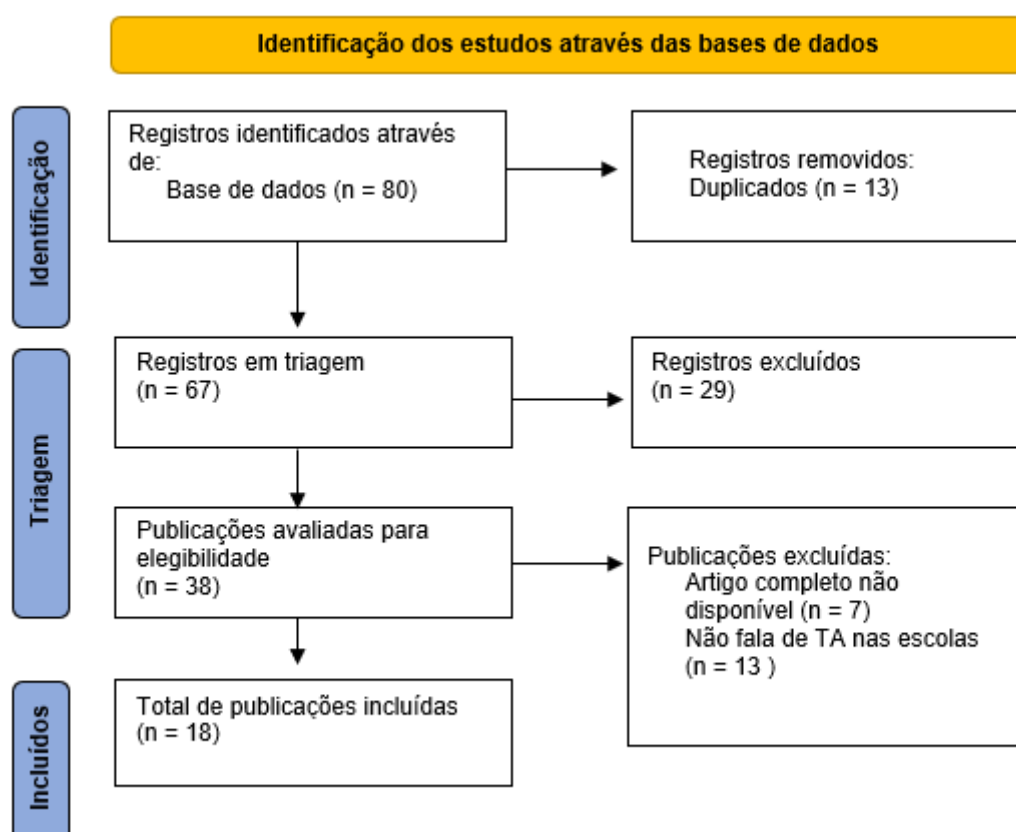 Identificação dos estudos através das bases de dados
Identificação
Registros identificados através
de:
Base de dados (n = 80)
Registros removidos:
Duplicados (n = 13)
Triagem
Registros em triagem
(n = 67)
Registros excluídos
(n = 29)
Publicações avaliadas para
elegibilidade
(n = 38)
Publicações excluídas:
Artigo completo não
disponível (n = 7)
Não fala de TA nas escolas
(n = 13 )
Incluídos
Total de publicações incluídas
(n = 18)